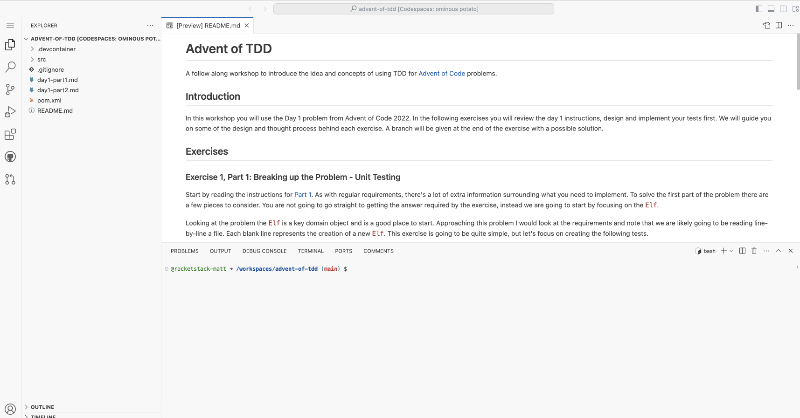 advent-of-tdd [Codespaces: ominous potato]
EXPLORER
[Preview] README.md
ADVENT-OF-TDD [CODESPACES: OMINOUS POT...
.devcontainer
src
.gitignore
day1-part1.md
day1-part2.md
pom.xml
README.md
Advent of TDD
A follow along workshop to introduce the idea and concepts of using TDD for Advent of Code problems.
Introduction
In this workshop you will use the Day 1 problem from Advent of Code 2022. In the following exercises you will review the day 1 instructions, design and implement your tests first. We will guide you
on some of the design and thought process behind each exercise. A branch will be given at the end of the exercise with a possible solution.
Exercises
Exercise 1, Part 1: Breaking up the Problem - Unit Testing
Start by reading the instructions for Part 1. As with regular requirements, there's a lot of extra information surrounding what you need to implement. To solve the first part of the problem there are
a few pieces to consider. You are not going to go straight to getting the answer required by the exercise, instead we are going to start by focusing on the Elf.
Looking at the problem the Elf is a key domain object and is a good place to start. Approaching this problem I would look at the requirements and note that we are likely going to be reading line-
by-line a file. Each blank line represents the creation of a new Elf. This exercise is going to be quite simple, but let's focus on creating the following tests.
PROBLEMS OUTPUT DEBUG CONSOLE TERMINAL PORTS COMMENTS
bash
@rocketstack-matt → /workspaces/advent-of-tdd (main) $
OUTLINE
TIMELINE